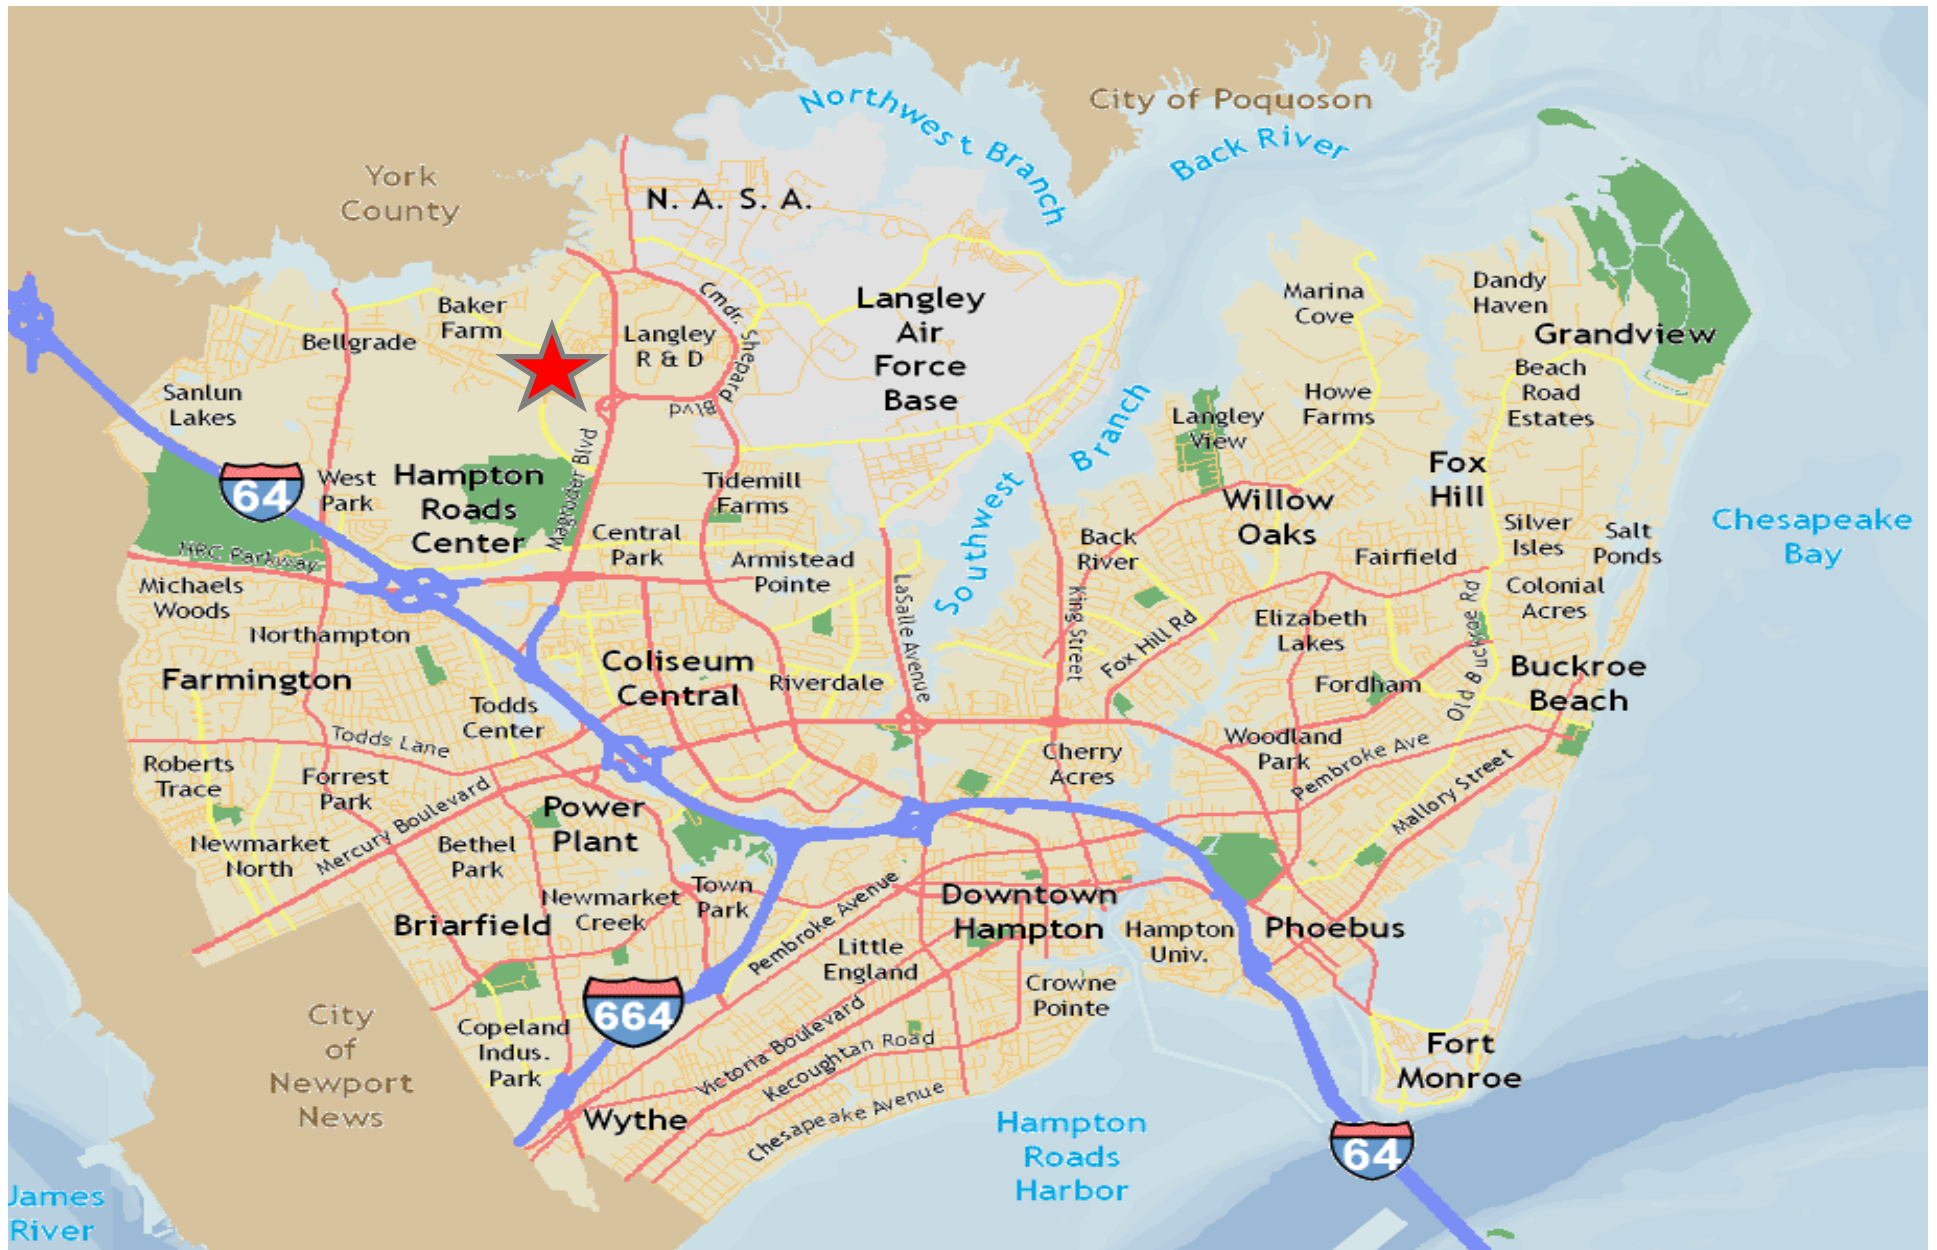 City of Poquoson
Northwest Branch
Back River
York
County
N. A. S. A.
Langley
Air
Force
Base
Cmdr. Shepard
Blvd
Langley
R & D
Baker
Farm
Bellgrade
Marina
Cove
Dandy
Haven
Grandview
Beach
Road
Estates
Sanlun
Lakes
Howe
Farms
Langley
View
Southwest
Branch
64
West
Park
Hampton
Roads
Center
Magruder Blvd
Tidemill
Farms
Fox
Hill
Willow
Oaks
Chesapeake
Bay
Silver
Isles
Salt
Ponds
Central
Park
Back
River
Fairfield
HRC Parkway
Armistead
Pointe
Michaels
Woods
LaSalle Avenue
King Street
Colonial
Acres
Northampton
Fox Hill Rd
Elizabeth
Lakes
Old Buckroe Rd
Farmington
Coliseum
Central
Riverdale
Fordham
Buckroe
Beach
Todds
Center
Todds Lane
Cherry
Acres
Woodland
Park
Pembroke Ave
Roberts
Trace
Forrest
Park
Mallory Street
Mercury Boulevard
Power
Plant
Newmarket
North
Bethel
Park
Newmarket
Creek
Town
Park
Pembroke Avenue
Downtown
Hampton
Briarfield
Hampton
Univ.
Phoebus
Little
England
Crowne
Pointe
664
City
of
Newport
News
Copeland
Indus.
Park
Victoria Boulevard
Kecoughtan Road
Chesapeake Avenue
Fort
Monroe
Wythe
Hampton
Roads
Harbor
64
James
River